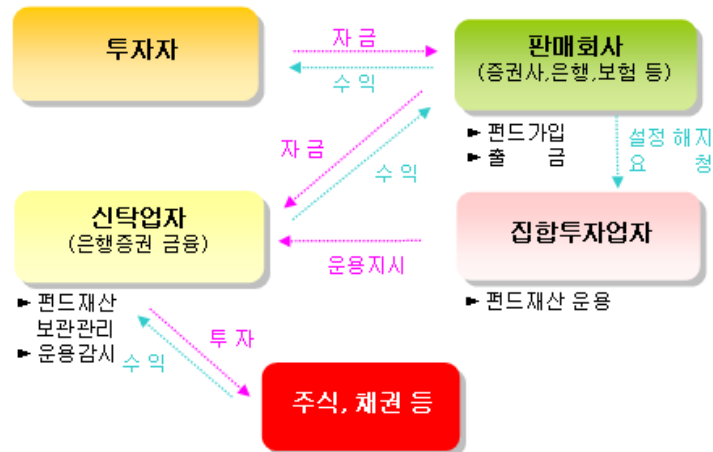 투자자
자 금
수 익
판매회사
(증권사,은행,보험 등)
► 펀드가입
► 출 금
설정 해지
요 청
자 금
수 익
신탁업자
(은행증권 금융)
운용지시
집합투자업자
► 펀드재산 운용
► 펀드재산
보관관리
► 운용감시
투 자
수 익
주식, 채권 등